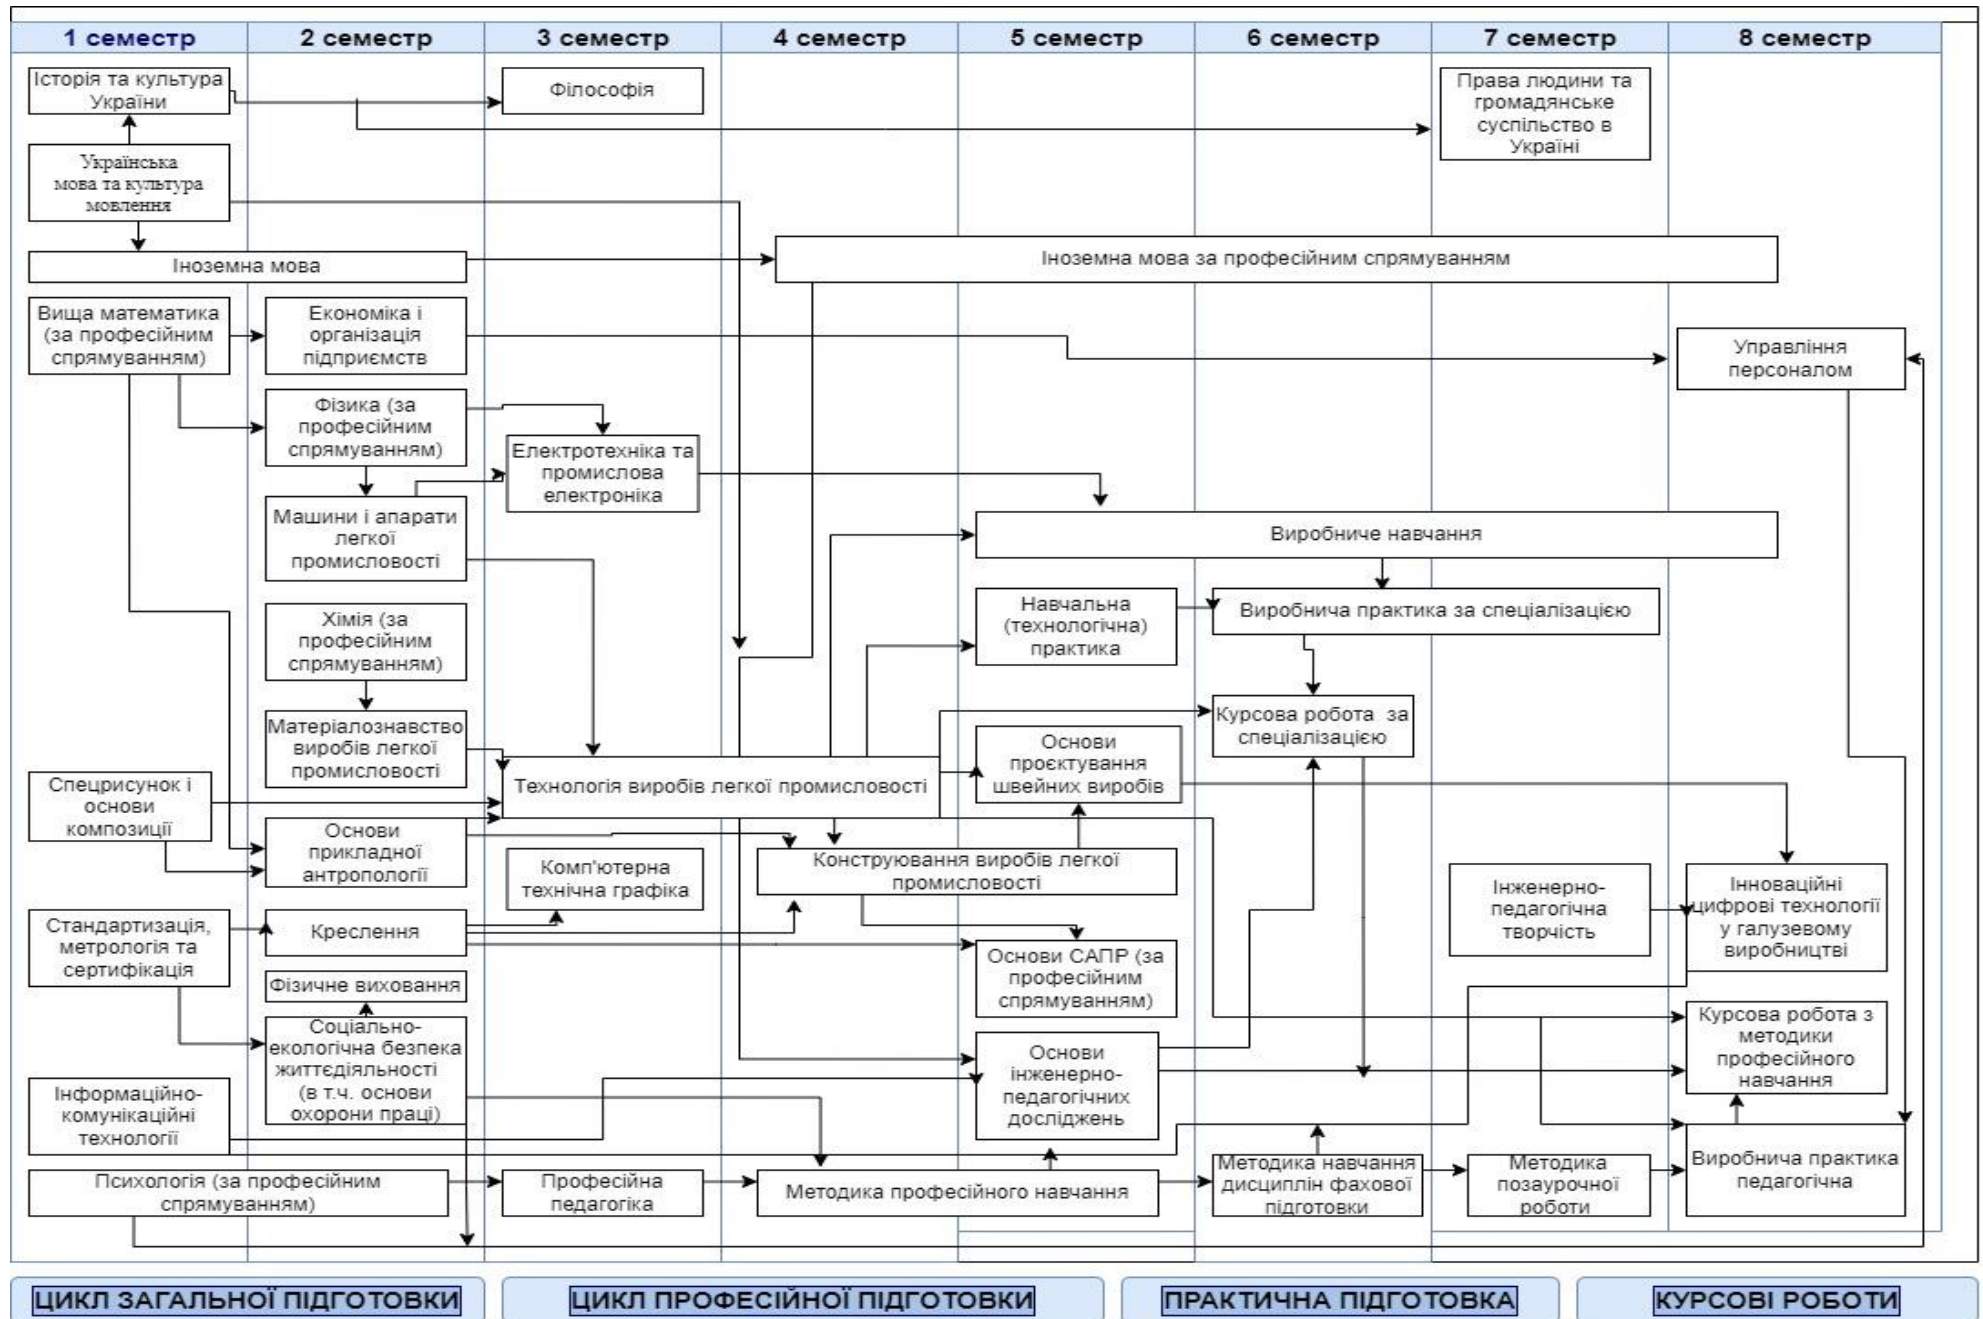 1 семестр
2 семестр
3 семестр
4 семестр
5 семестр
6 семестр
7 семестр
8 семестр
Історія та культура
України
Філософія
Права людини та
громадянське
суспільство в
Україні
Українська
мова та культура
мовлення
Іноземна мова
Іноземна мова за професійним спрямуванням
Вища математика
(за професійним
спрямуванням)
Економіка і
організація
підприємств
Управління
персоналом
Фізика (за
професійним
спрямуванням)
Електротехніка та
промислова
електроніка
Машини і апарати
легкої
промисловості
Виробниче навчання
Хімія (за
професійним
спрямуванням)
Навчальна
(технологічна)
практика
Виробнича практика за спеціалізацією
Матеріалознавство
виробів легкої
промисловості
Курсова робота за
спеціалізацією
Основи
проєктування
швейних виробів
Технологія виробів легкої промисловості
Спецрисунок і
основи
композиції
Основи
прикладної
антропології
Комп'ютерна
технічна графіка
Конструювання виробів легкої
промисловості
Інженерно-
педагогічна
творчість
Інноваційні
цифрові технології
у галузевому
виробництві
Стандартизація,
метрологія та
сертифікація
Креслення
Основи САПР (за
професійним
спрямуванням)
Фізичне виховання
Соціально-
екологічна безпека
життєдіяльності
(в т.ч. основи
охорони праці)
Основи
інженерно-
педагогічних
досліджень
Курсова робота з
методики
професійного
навчання
Інформаційно-
комунікаційні
технології
Психологія (за професійним
спрямуванням)
Професійна
педагогіка
Методика професійного навчання
Методика навчання
дисциплін фахової
підготовки
Методика
позаурочної
роботи
Виробнича практика
педагогічна
ЦИКЛ ЗАГАЛЬНОЇ ПІДГОТОВКИ
ЦИКЛ ПРОФЕСІЙНОЇ ПІДГОТОВКИ
ПРАКТИЧНА ПІДГОТОВКА
КУРСОВІ РОБОТИ